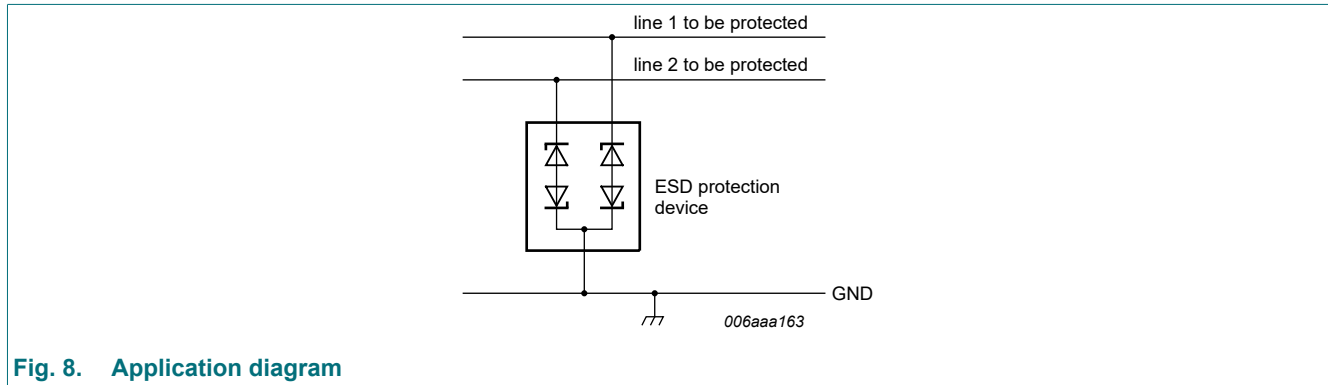 line 1 to be protected
line 2 to be protected
ESD protection
device
GND
006aaa163
Fig. 8. Application diagram